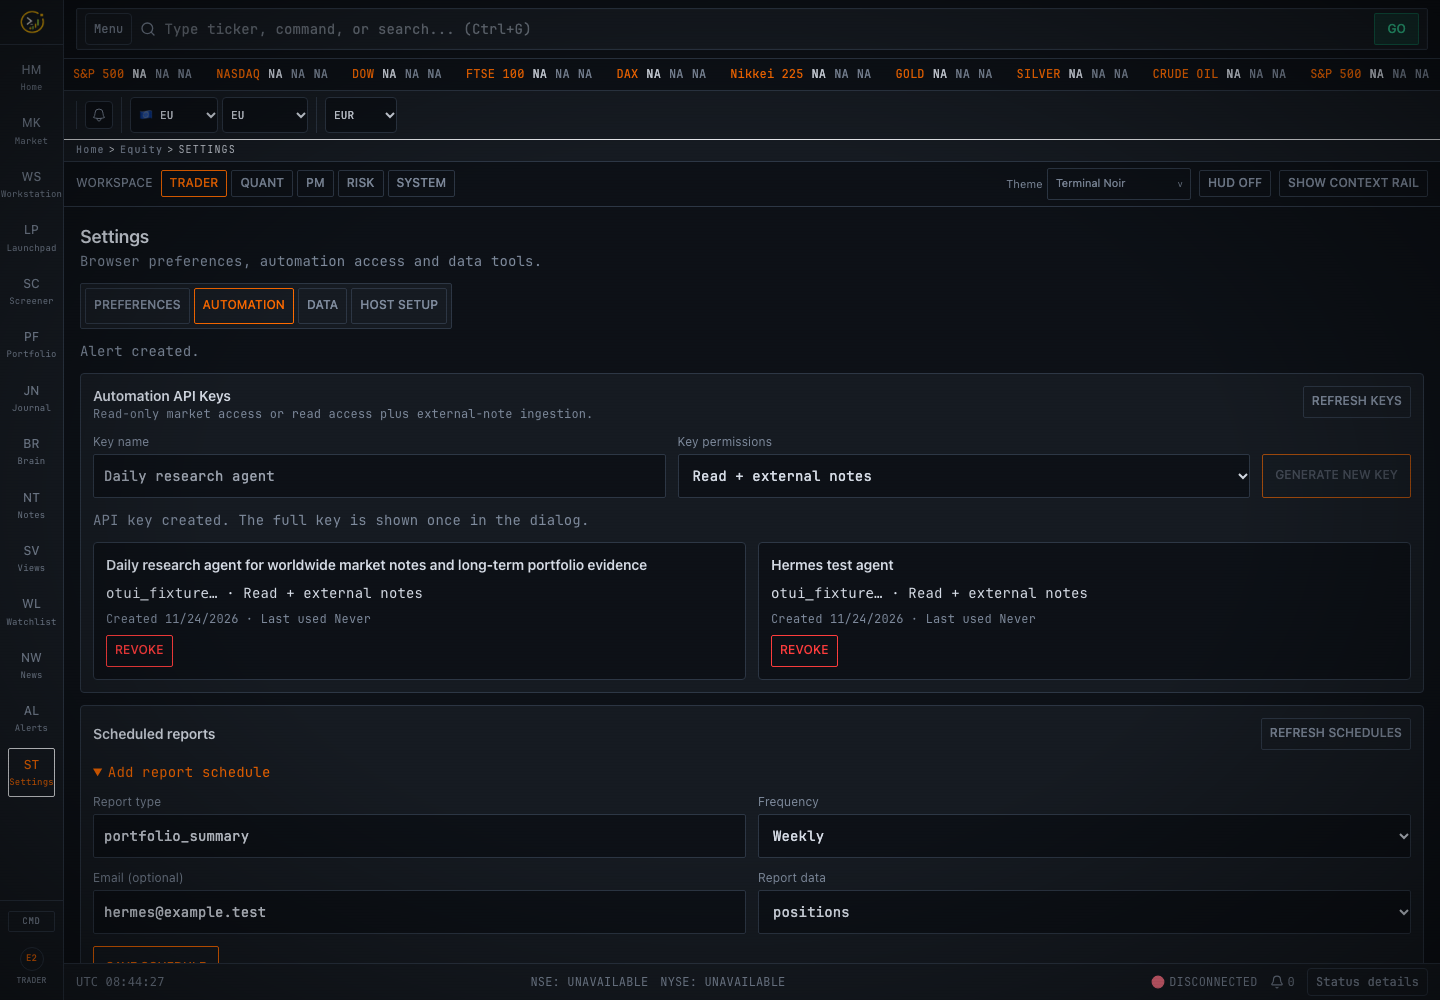 Menu Type ticker, command, or search... (Ctrl+G) GO
S&P 500 NA NA NA NASDAQ NA NA NA DOW NA NA NA FTSE 100 NA NA NA DAX NA NA NA Nikkei 225 NA NA NA GOLD NA NA NA SILVER NA NA NA CRUDE OIL NA NA NA S&P 500 NA NA NA
EU EU EUR
Home > Equity > SETTINGS
WORKSPACE TRADER QUANT PM RISK SYSTEM Theme Terminal Noir v HUD OFF SHOW CONTEXT RAIL
HM
Home
MK
Market
WS
Workstation
LP
Launchpad
SC
Screener
PF
Portfolio
JN
Journal
BR
Brain
NT
Notes
SV
Views
WL
Watchlist
NW
News
AL
Alerts
ST
Settings
CMD
E2
TRADER
Settings
Browser preferences, automation access and data tools.
PREFERENCES AUTOMATION DATA HOST SETUP
Alert created.
Automation API Keys
Read-only market access or read access plus external-note ingestion.
REFRESH KEYS
Key name Key permissions
Daily research agent Read + external notes GENERATE NEW KEY
API key created. The full key is shown once in the dialog.
Daily research agent for worldwide market notes and long-term portfolio evidence
otui_fixture… · Read + external notes
Created 11/24/2026 · Last used Never
REVOKE
Hermes test agent
otui_fixture… · Read + external notes
Created 11/24/2026 · Last used Never
REVOKE
Scheduled reports REFRESH SCHEDULES
▼ Add report schedule
Report type Frequency
portfolio_summary Weekly
Email (optional) Report data
hermes@example.test positions
SAVE SCHEDULE
UTC 08:44:27 NSE: UNAVAILABLE NYSE: UNAVAILABLE DISCONNECTED 0 Status details